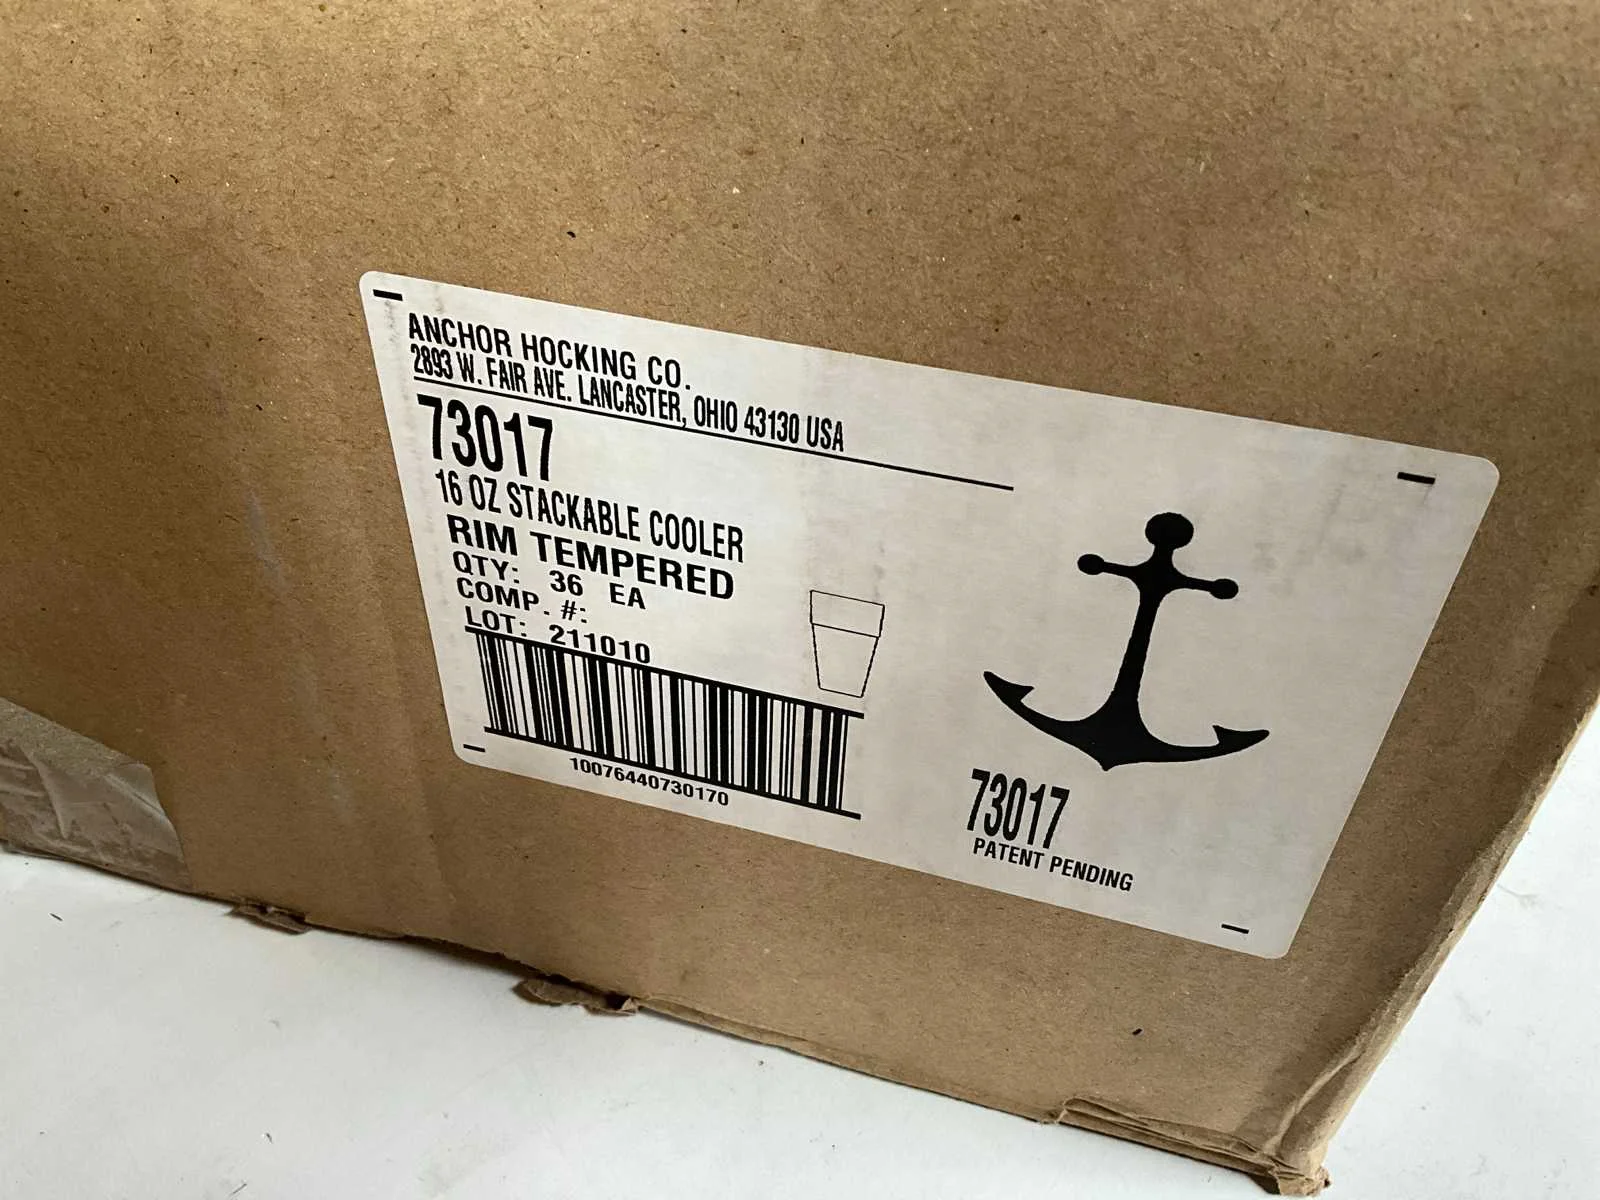 ANCHOR HOCKING CO.
2893 W. FAIR AVE. LANCASTER, OHIO 43130 USA
73017
16 OZ STACKABLE COOLER
RIM TEMPERED
QTY: 36 EA
COMP. #:
LOT: 211010
10076440730170
73017
PATENT PENDING